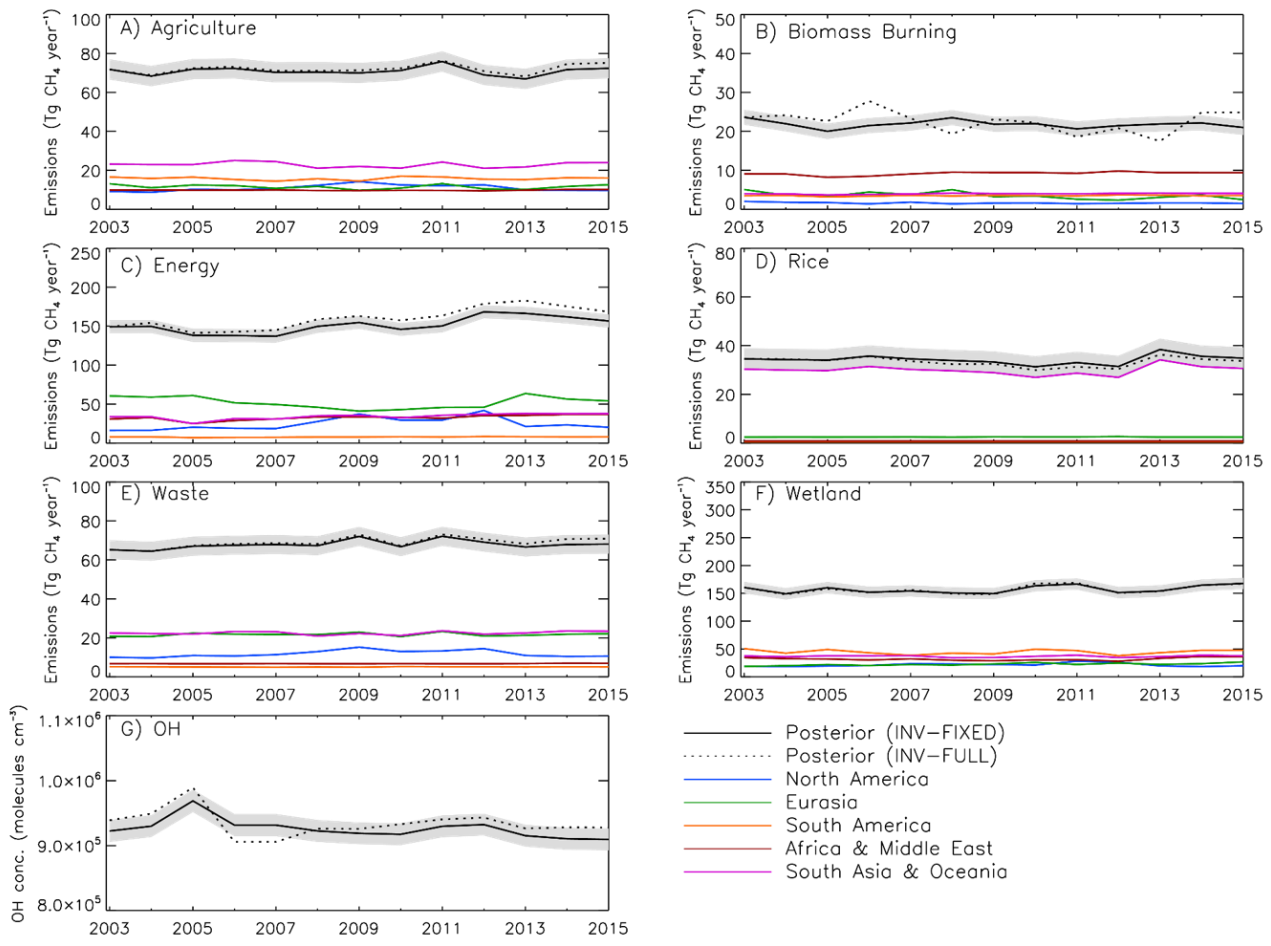 A) Agriculture
Emissions (Tg CH₄ year⁻¹)
100
80
60
40
20
0
2003 2005 2007 2009 2011 2013 2015
B) Biomass Burning
Emissions (Tg CH₄ year⁻¹)
50
40
30
20
10
0
2003 2005 2007 2009 2011 2013 2015
C) Energy
Emissions (Tg CH₄ year⁻¹)
250
200
150
100
50
0
2003 2005 2007 2009 2011 2013 2015
D) Rice
Emissions (Tg CH₄ year⁻¹)
80
60
40
20
0
2003 2005 2007 2009 2011 2013 2015
E) Waste
Emissions (Tg CH₄ year⁻¹)
100
80
60
40
20
0
2003 2005 2007 2009 2011 2013 2015
F) Wetland
Emissions (Tg CH₄ year⁻¹)
350
300
250
200
150
100
50
0
2003 2005 2007 2009 2011 2013 2015
G) OH
OH conc. (molecules cm⁻³)
1.1×10⁶
1.0×10⁶
9.0×10⁵
8.0×10⁵
2003 2005 2007 2009 2011 2013 2015
Posterior (INV-FIXED)
Posterior (INV-FULL)
North America
Eurasia
South America
Africa & Middle East
South Asia & Oceania